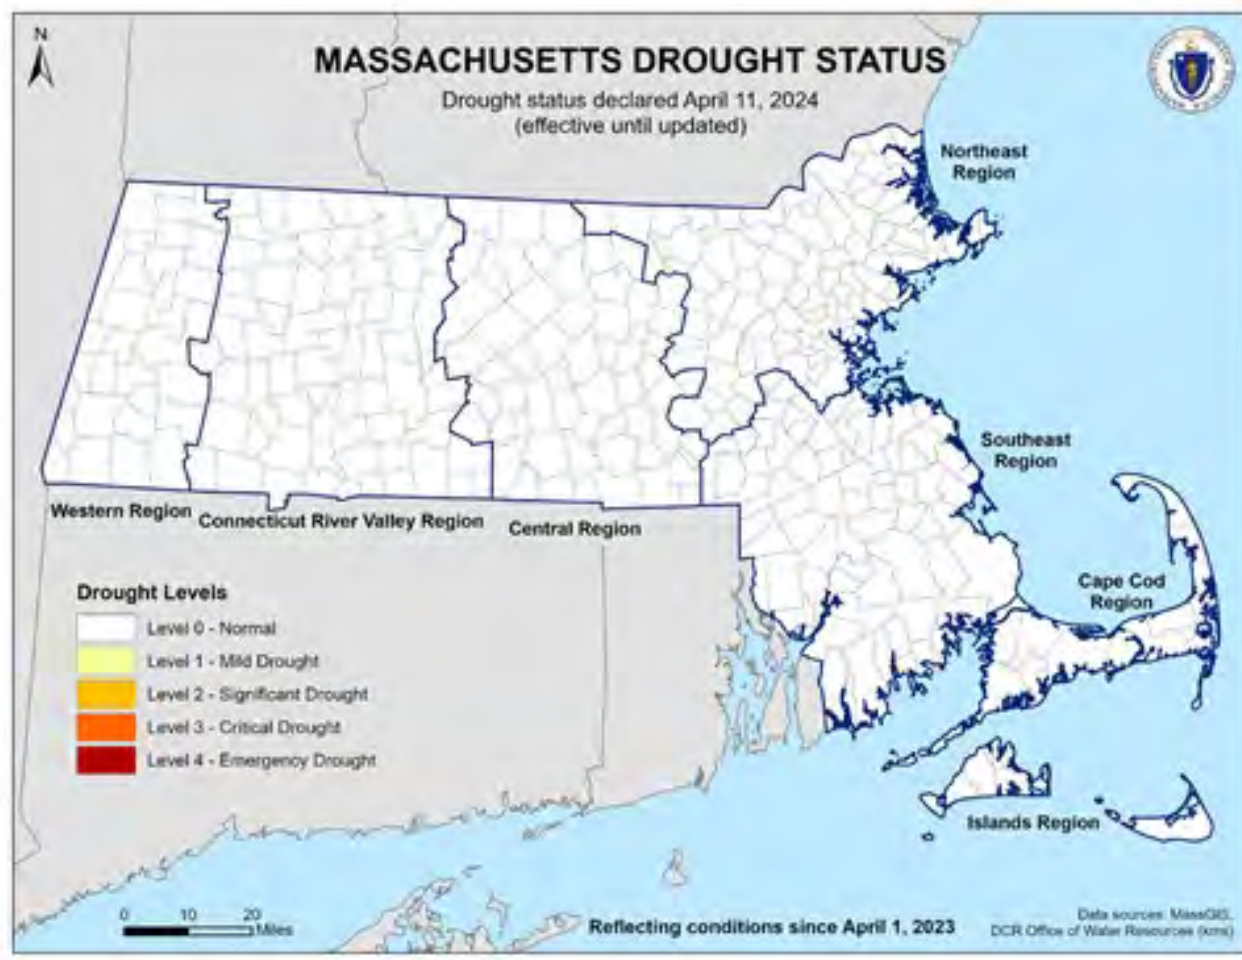 N
MASSACHUSETTS DROUGHT STATUS
Drought status declared April 11, 2024
(effective until updated)
Northeast
Region
Southeast
Region
Western Region
Connecticut River Valley Region
Central Region
Cape Cod
Region
Drought Levels
Level 0 - Normal
Level 1 - Mild Drought
Level 2 - Significant Drought
Level 3 - Critical Drought
Level 4 - Emergency Drought
Islands Region
0 10 20
Miles
Reflecting conditions since April 1, 2023
Data sources: MassGIS,
DCR Office of Water Resources (kms)